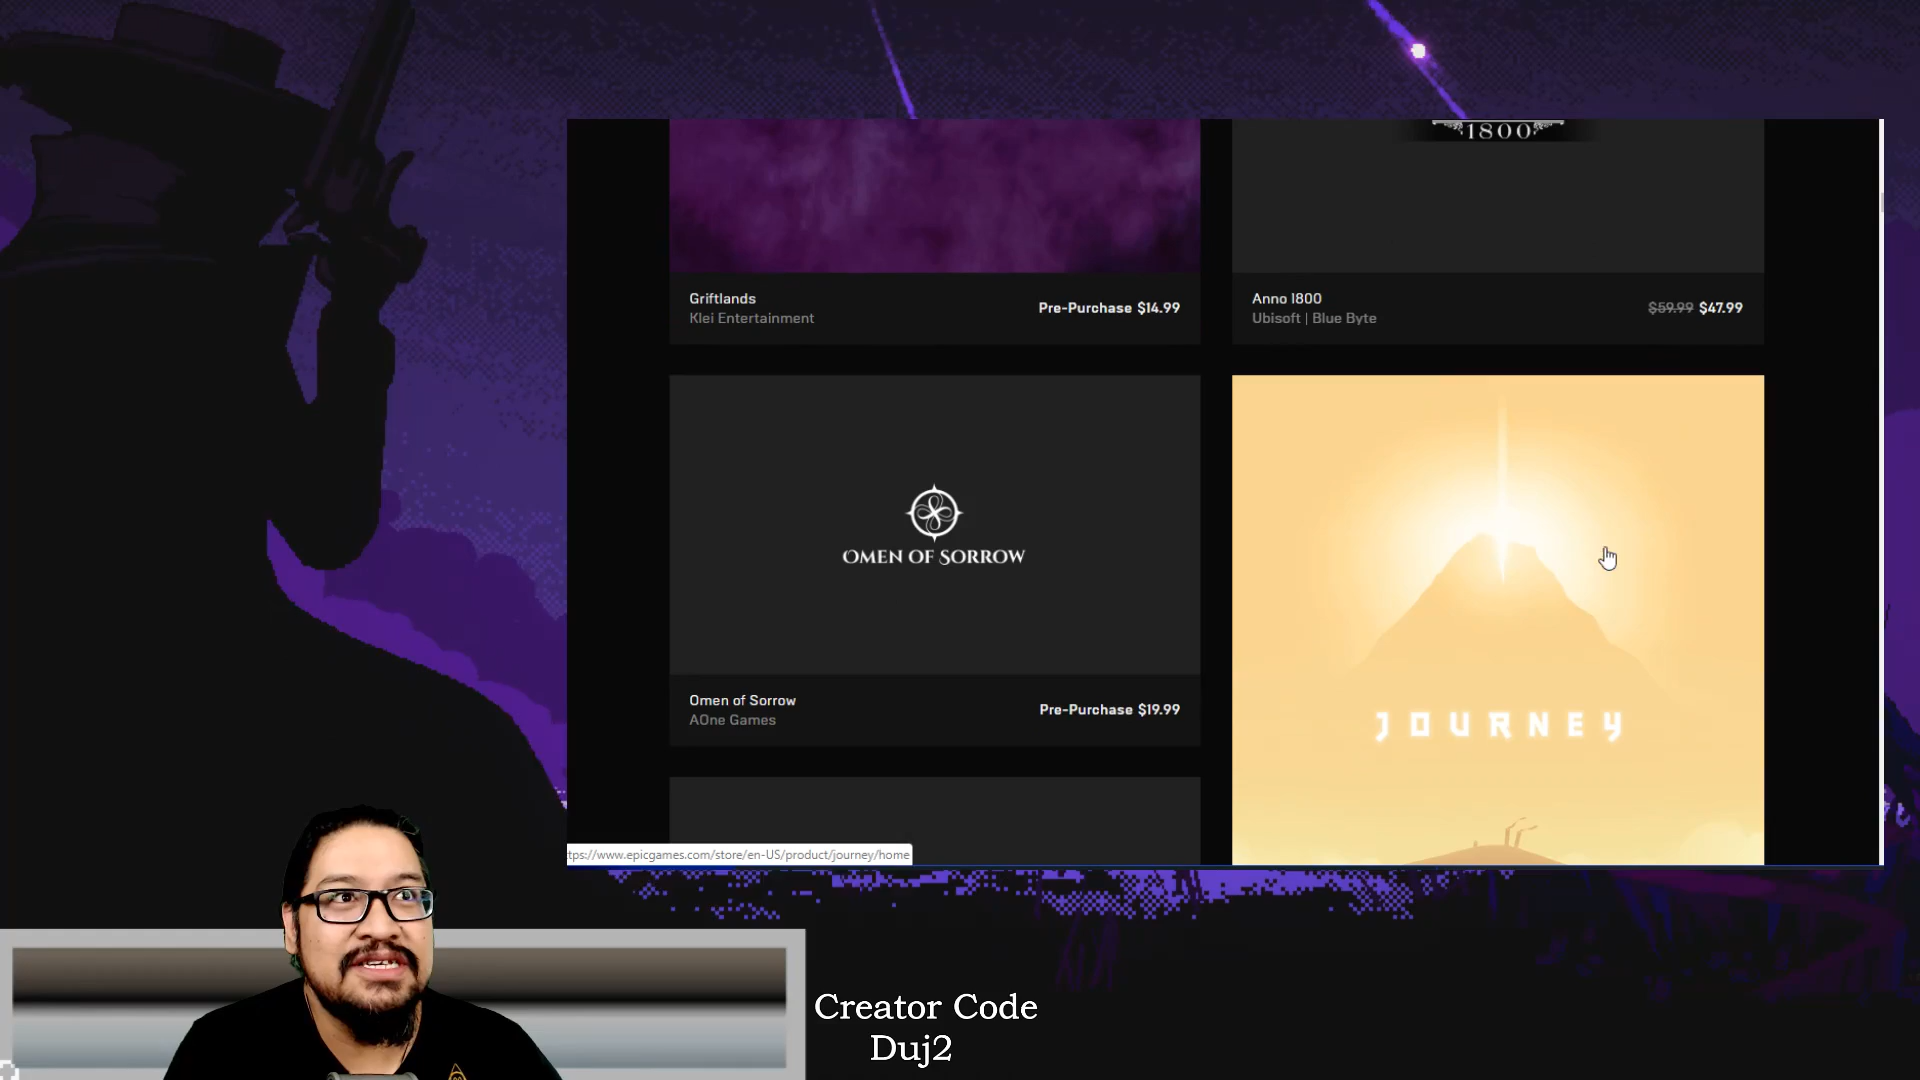 1800
Griftlands
Klei Entertainment
Pre-Purchase $14.99
Anno 1800
Ubisoft | Blue Byte
$59.99 $47.99
OMEN OF SORROW
JOURNEY
Omen of Sorrow
AOne Games
Pre-Purchase $19.99
tps://www.epicgames.com/store/en-US/product/journey/home
Creator Code
Duj2